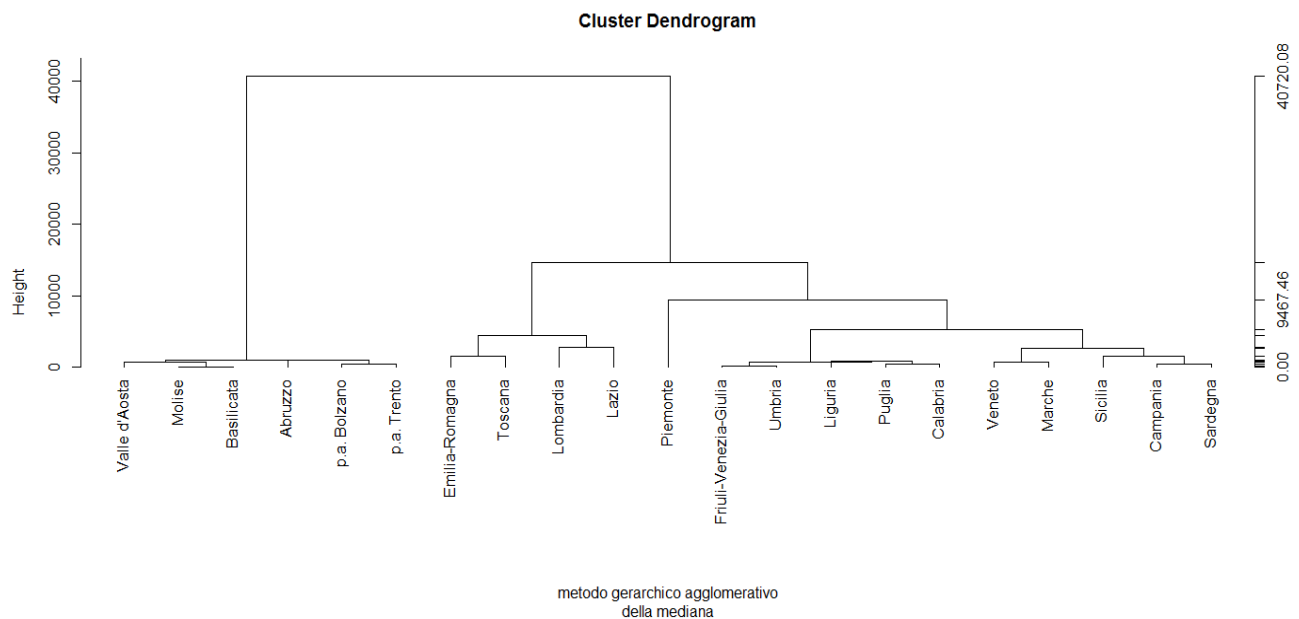 Cluster Dendrogram
Height
0
10000
20000
30000
40000
0.00
9467.46
40720.08
Valle d'Aosta
Molise
Basilicata
Abruzzo
p.a. Bolzano
p.a. Trento
Emilia-Romagna
Toscana
Lombardia
Lazio
Piemonte
Friuli-Venezia-Giulia
Umbria
Liguria
Puglia
Calabria
Veneto
Marche
Sicilia
Campania
Sardegna
metodo gerarchico agglomerativo
della mediana